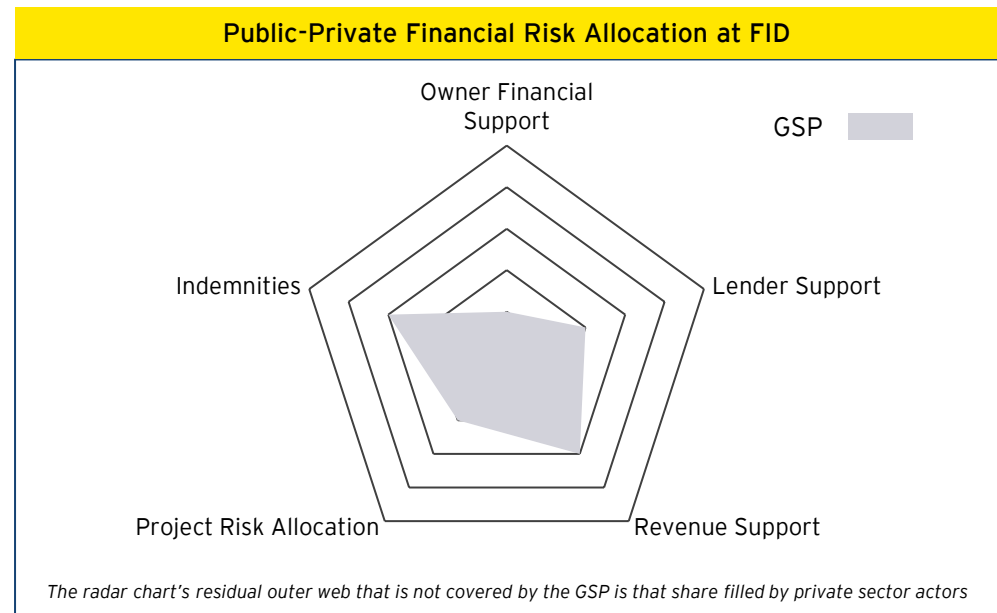 Public-Private Financial Risk Allocation at FID
Owner Financial
Support
GSP
Indemnities
Lender Support
Project Risk Allocation
Revenue Support
The radar chart's residual outer web that is not covered by the GSP is that share filled by private sector actors